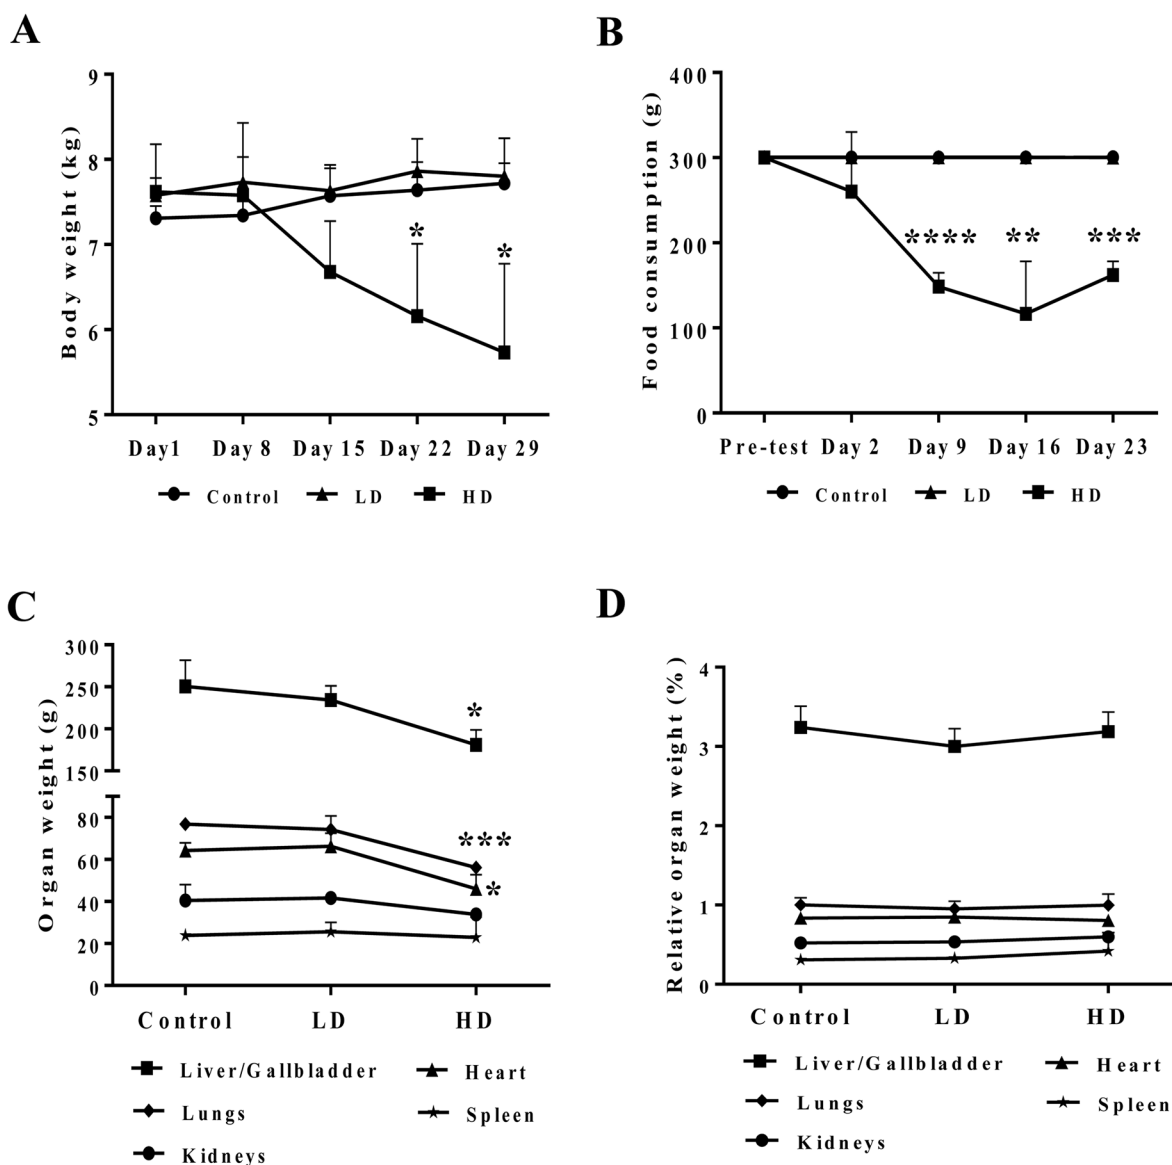 A
Body weight (kg)
9
8
7
6
5
*
*
Day1 Day 8 Day 15 Day 22 Day 29
Control LD HD
B
Food consumption (g)
400
300
200
100
0
**** ** ***
Pre-test Day 2 Day 9 Day 16 Day 23
Control LD HD
C
Organ weight (g)
300
250
200
150
80
60
40
20
0
*
***
*
Control LD HD
Liver/Gallbladder Heart
Lungs Spleen
Kidneys
D
Relative organ weight (%)
4
3
2
1
0
Control LD HD
Liver/Gallbladder Heart
Lungs Spleen
Kidneys